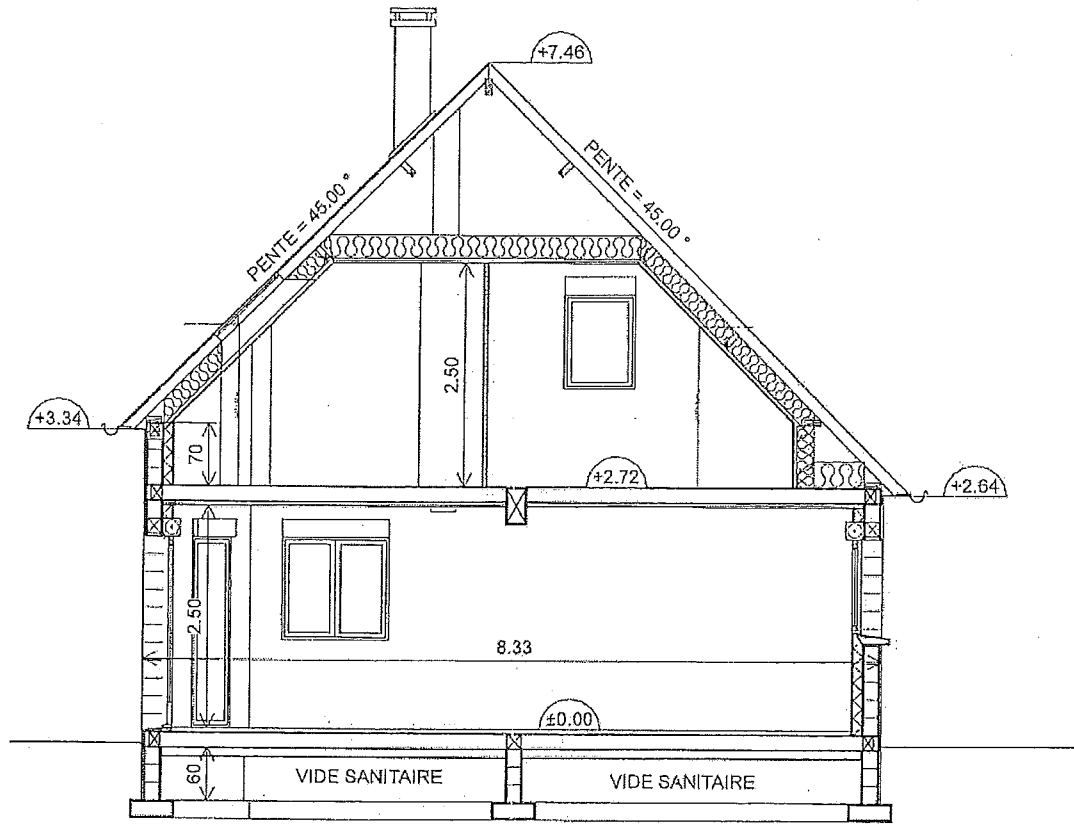 +7.46
PENTE = 45.00 °
PENTE = 45.00 °
2.50
+3.34
70
+2.72
+2.64
2.50
8.33
±0.00
60
VIDE SANITAIRE
VIDE SANITAIRE